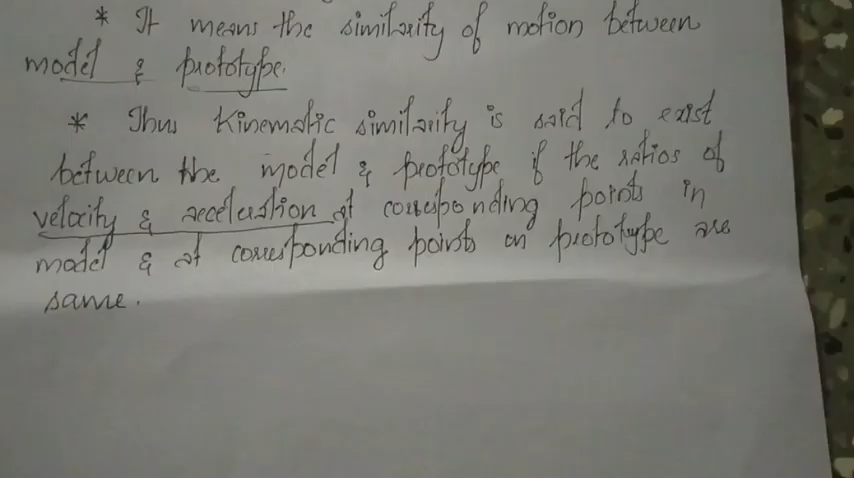 * It means the similarity of motion between
model & prototype.
* Thus Kinematic similarity is said to exist
between the model & prototype if the ratios of
velocity & acceleration at corresponding points in
model & at corresponding points on prototype are
same.